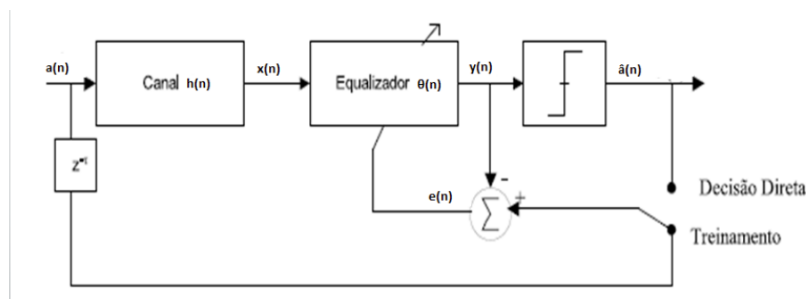 a(n)
Canal h(n)
x(n)
Equalizador θ(n)
y(n)
â(n)
e(n)
-
+
Σ
Decisão Direta
Treinamento